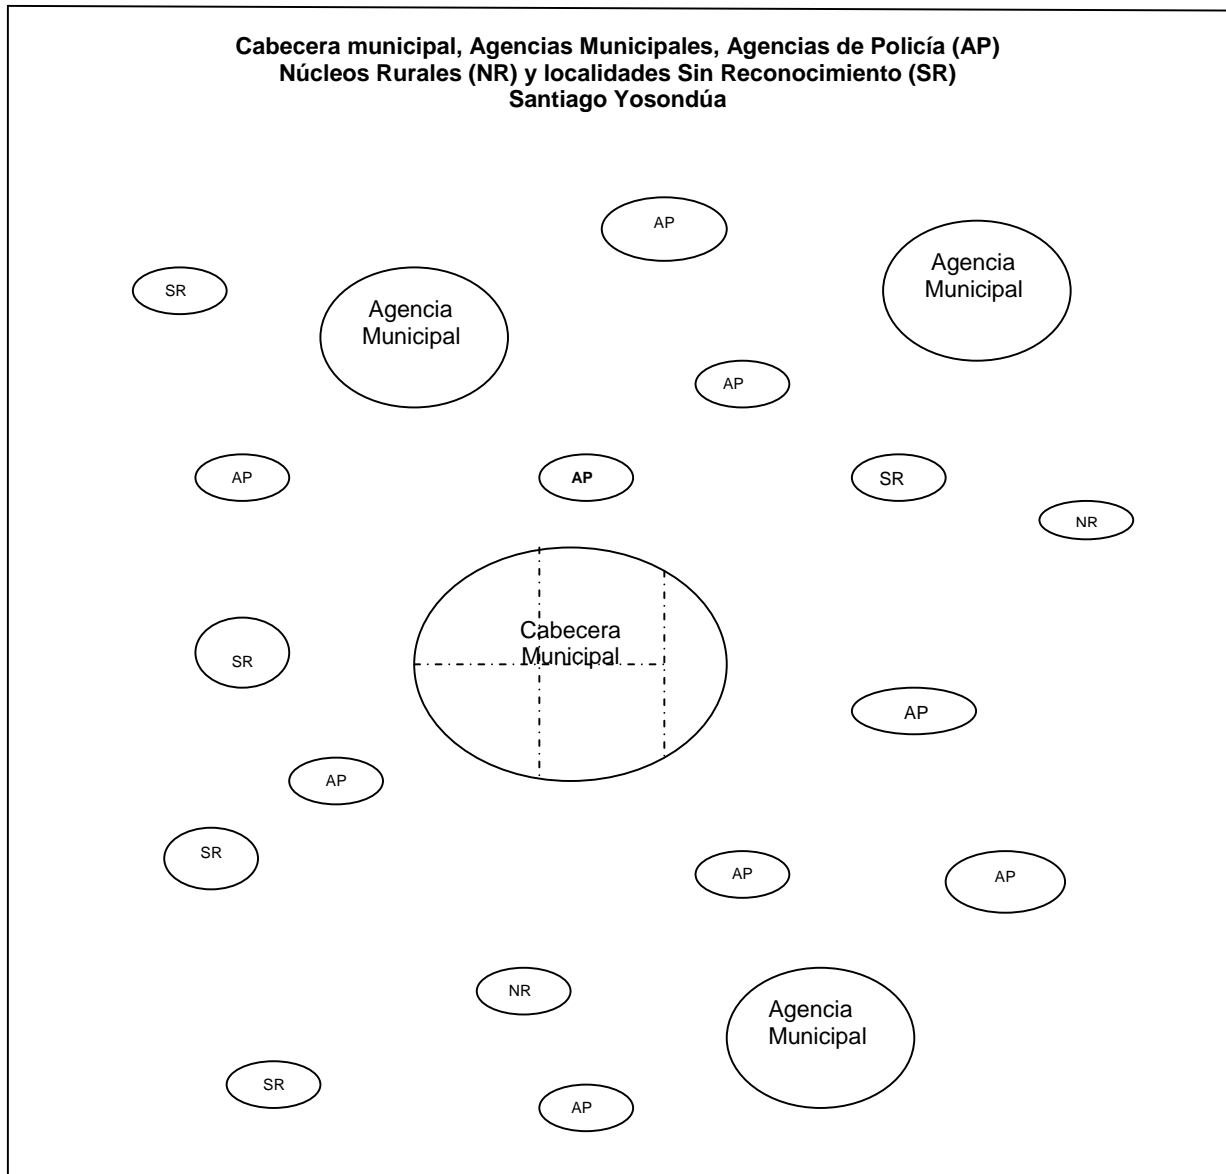 Cabecera municipal, Agencias Municipales, Agencias de Policía (AP)
Núcleos Rurales (NR) y localidades Sin Reconocimiento (SR)
Santiago Yosondúa
AP
Agencia
Municipal
SR
Agencia
Municipal
AP
AP
AP
SR
NR
Cabecera
Municipal
SR
AP
AP
SR
AP
AP
NR
Agencia
Municipal
SR
AP